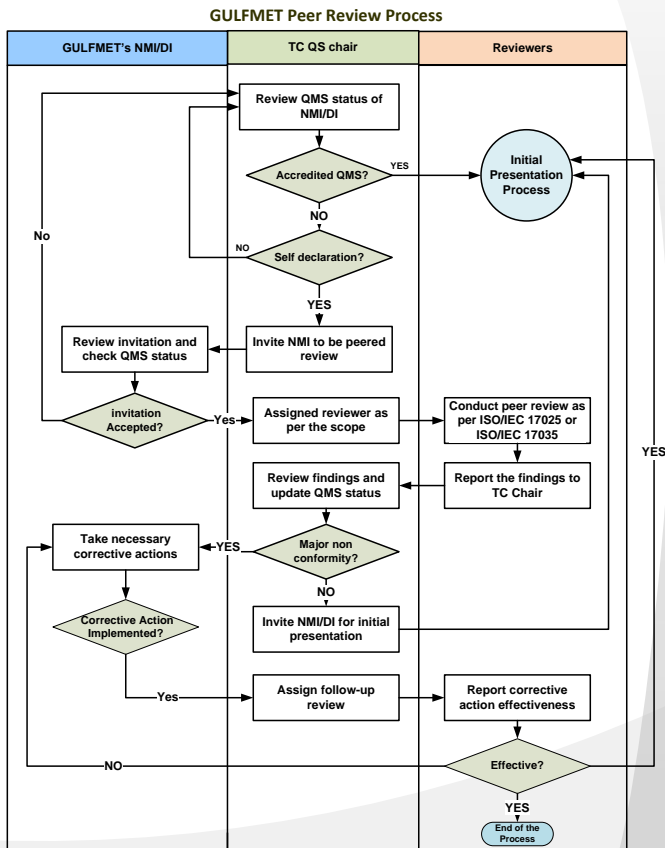 GULFMET Peer Review Process
GULFMET's NMI/DI
TC QS chair
Reviewers
Review QMS status of
NMI/DI
Accredited QMS?
YES
Initial
Presentation
Process
NO
No
NO
Self declaration?
YES
Review invitation and
check QMS status
Invite NMI to be peered
review
invitation
Accepted?
Yes
Assigned reviewer as
per the scope
Conduct peer review as
per ISO/IEC 17025 or
ISO/IEC 17035
YES
Review findings and
update QMS status
Report the findings to
TC Chair
Take necessary
corrective actions
YES
Major non
conformity?
NO
Corrective Action
Implemented?
Invite NMI/DI for initial
presentation
Yes
Assign follow-up
review
Report corrective
action effectiveness
NO
Effective?
YES
End of the
Process